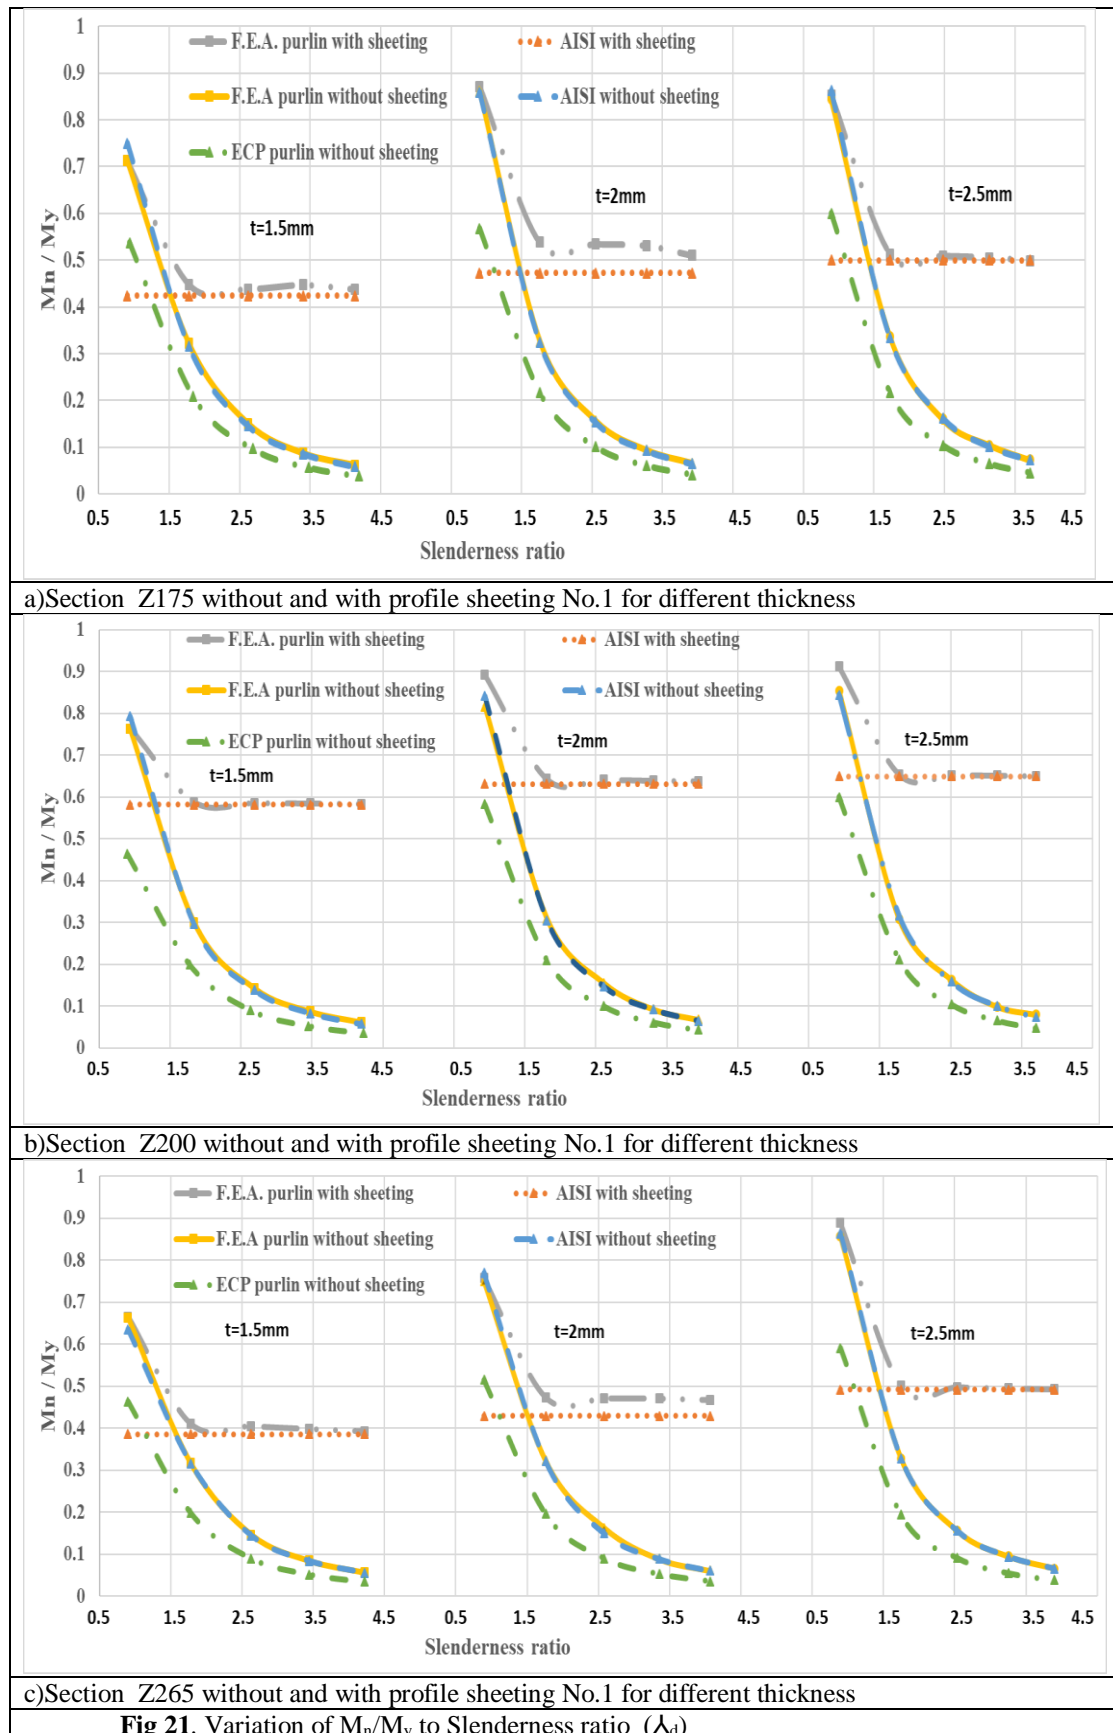 1
F.E.A. purlin with sheeting
AISI with sheeting
0.9
F.E.A purlin without sheeting
AISI without sheeting
0.8
ECP purlin without sheeting
0.7
t=1.5mm
t=2mm
t=2.5mm
0.6
0.5
0.4
0.3
0.2
0.1
0
Mn / My
0.5 1.5 2.5 3.5 4.5 0.5 1.5 2.5 3.5 4.5 0.5 1.5 2.5 3.5 4.5
Slenderness ratio
a)Section Z175 without and with profile sheeting No.1 for different thickness
1
F.E.A. purlin with sheeting
AISI with sheeting
0.9
F.E.A purlin without sheeting
AISI without sheeting
0.8
ECP purlin without sheeting
0.7
t=1.5mm
t=2mm
t=2.5mm
0.6
0.5
0.4
0.3
0.2
0.1
0
Mn / My
0.5 1.5 2.5 3.5 4.5 0.5 1.5 2.5 3.5 4.5 0.5 1.5 2.5 3.5 4.5
Slenderness ratio
b)Section Z200 without and with profile sheeting No.1 for different thickness
1
F.E.A. purlin with sheeting
AISI with sheeting
0.9
F.E.A purlin without sheeting
AISI without sheeting
0.8
ECP purlin without sheeting
0.7
t=1.5mm
t=2mm
t=2.5mm
0.6
0.5
0.4
0.3
0.2
0.1
0
Mn / My
0.5 1.5 2.5 3.5 4.5 0.5 1.5 2.5 3.5 4.5 0.5 1.5 2.5 3.5 4.5
Slenderness ratio
c)Section Z265 without and with profile sheeting No.1 for different thickness
Fig 21. Variation of Mₙ/Mᵧ to Slenderness ratio (⅄d)